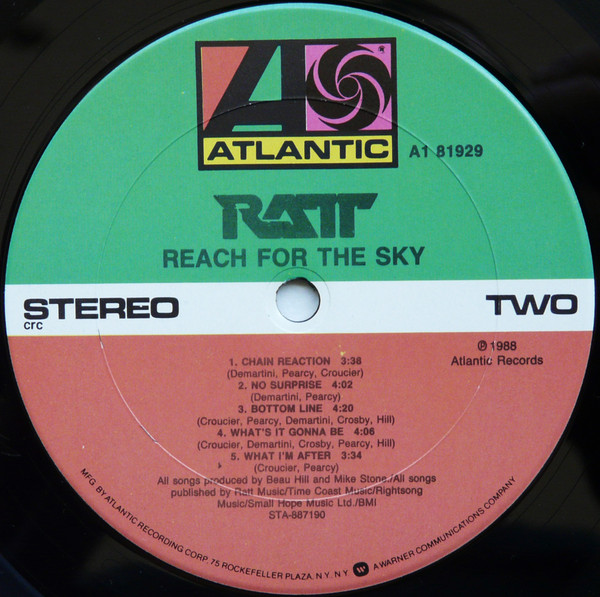 ATLANTIC
A1 81929
RATT
REACH FOR THE SKY
STEREO
TWO
crc
℗ 1988
Atlantic Records
1. CHAIN REACTION 3:38
(Demartini, Pearcy, Croucier)
2. NO SURPRISE 4:02
(Demartini, Pearcy)
3. BOTTOM LINE 4:20
(Croucier, Pearcy, Demartini, Crosby, Hill)
4. WHAT'S IT GONNA BE 4:06
(Croucier, Demartini, Crosby, Pearcy, Hill)
5. WHAT I'M AFTER 3:34
(Croucier, Pearcy)
All songs produced by Beau Hill and Mike Stone/All songs
published by Ratt Music/Time Coast Music/Rightsong
Music/Small Hope Music Ltd./BMI
STA-887190
MFG. BY ATLANTIC RECORDING CORP. 75 ROCKEFELLER PLAZA, N.Y. N.Y. A WARNER COMMUNICATIONS COMPANY